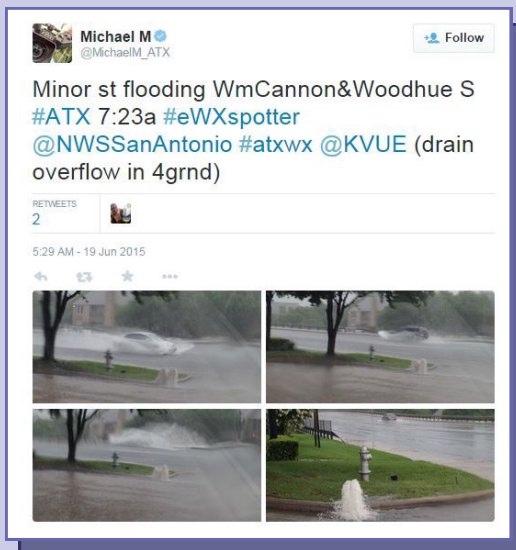 Michael M
@MichaelM_ATX
Follow
Minor st flooding WmCannon&Woodhue S
#ATX 7:23a #eWXspotter
@NWSSanAntonio #atxwx @KVUE (drain
overflow in 4grnd)
RETWEETS
2
5:29 AM - 19 Jun 2015